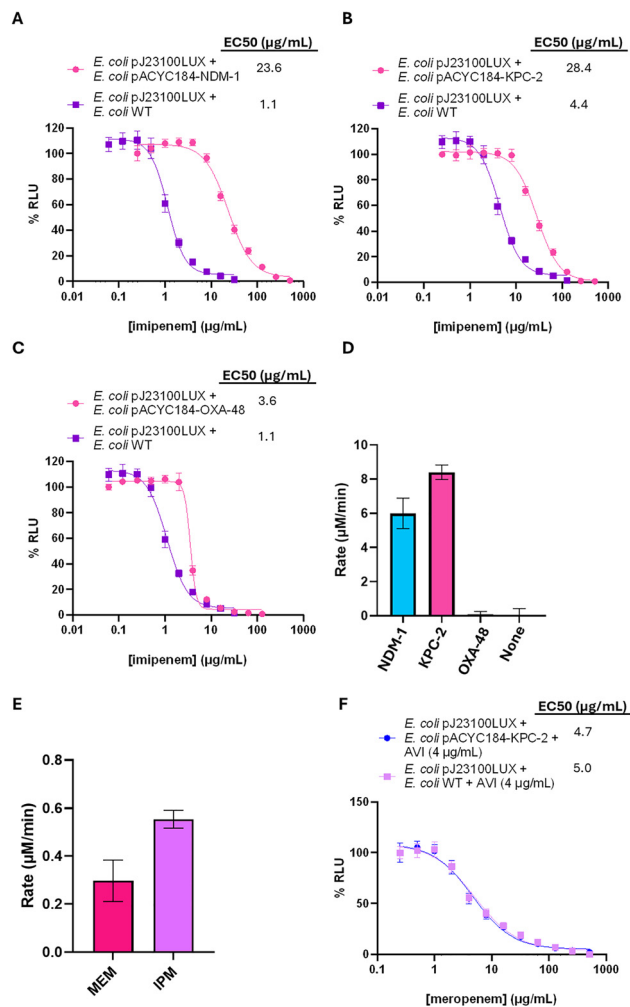 A
EC50 (µg/mL)
E. coli pJ23100LUX +
E. coli pACYC184-NDM-1
23.6
E. coli pJ23100LUX +
E. coli WT
1.1
120
100
80
60
40
20
0
% RLU
0.01 0.1 1 10 100 1000
[imipenem] (µg/mL)
B
EC50 (µg/mL)
E. coli pJ23100LUX +
E. coli pACYC184-KPC-2
28.4
E. coli pJ23100LUX +
E. coli WT
4.4
120
100
80
60
40
20
0
% RLU
0.1 1 10 100 1000
[imipenem] (µg/mL)
C
EC50 (µg/mL)
E. coli pJ23100LUX +
E. coli pACYC184-OXA-48
3.6
E. coli pJ23100LUX +
E. coli WT
1.1
120
100
80
60
40
20
0
% RLU
0.01 0.1 1 10 100 1000
[imipenem] (µg/mL)
D
10
8
6
4
2
0
Rate (µM/min)
NDM-1
KPC-2
OXA-48
None
E
0.8
0.6
0.4
0.2
0.0
Rate (µM/min)
MEM
IPM
F
EC50 (µg/mL)
E. coli pJ23100LUX +
E. coli pACYC184-KPC-2 +
AVI (4 µg/mL)
4.7
E. coli pJ23100LUX +
E. coli WT + AVI (4 µg/mL)
5.0
150
100
50
0
% RLU
0.1 1 10 100 1000
[meropenem] (µg/mL)